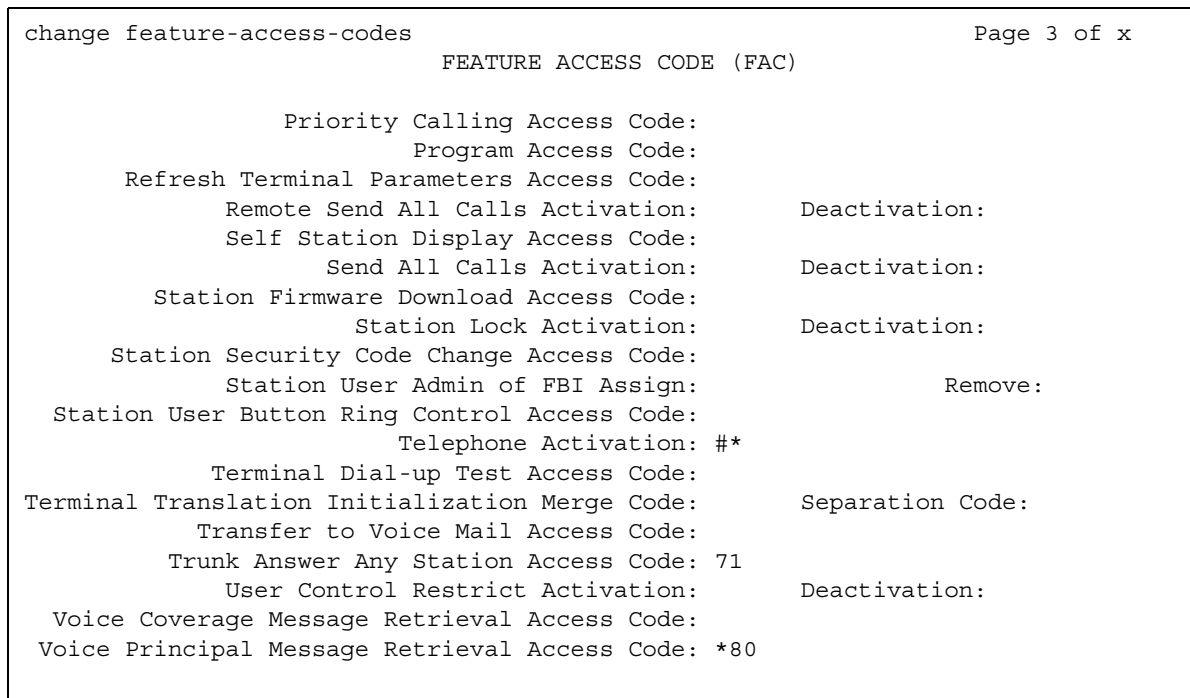 change feature-access-codes Page 3 of x
FEATURE ACCESS CODE (FAC)
Priority Calling Access Code:
Program Access Code:
Refresh Terminal Parameters Access Code:
Remote Send All Calls Activation: Deactivation:
Self Station Display Access Code:
Send All Calls Activation: Deactivation:
Station Firmware Download Access Code:
Station Lock Activation: Deactivation:
Station Security Code Change Access Code:
Station User Admin of FBI Assign: Remove:
Station User Button Ring Control Access Code:
Telephone Activation: #*
Terminal Dial-up Test Access Code:
Terminal Translation Initialization Merge Code: Separation Code:
Transfer to Voice Mail Access Code:
Trunk Answer Any Station Access Code: 71
User Control Restrict Activation: Deactivation:
Voice Coverage Message Retrieval Access Code:
Voice Principal Message Retrieval Access Code: *80